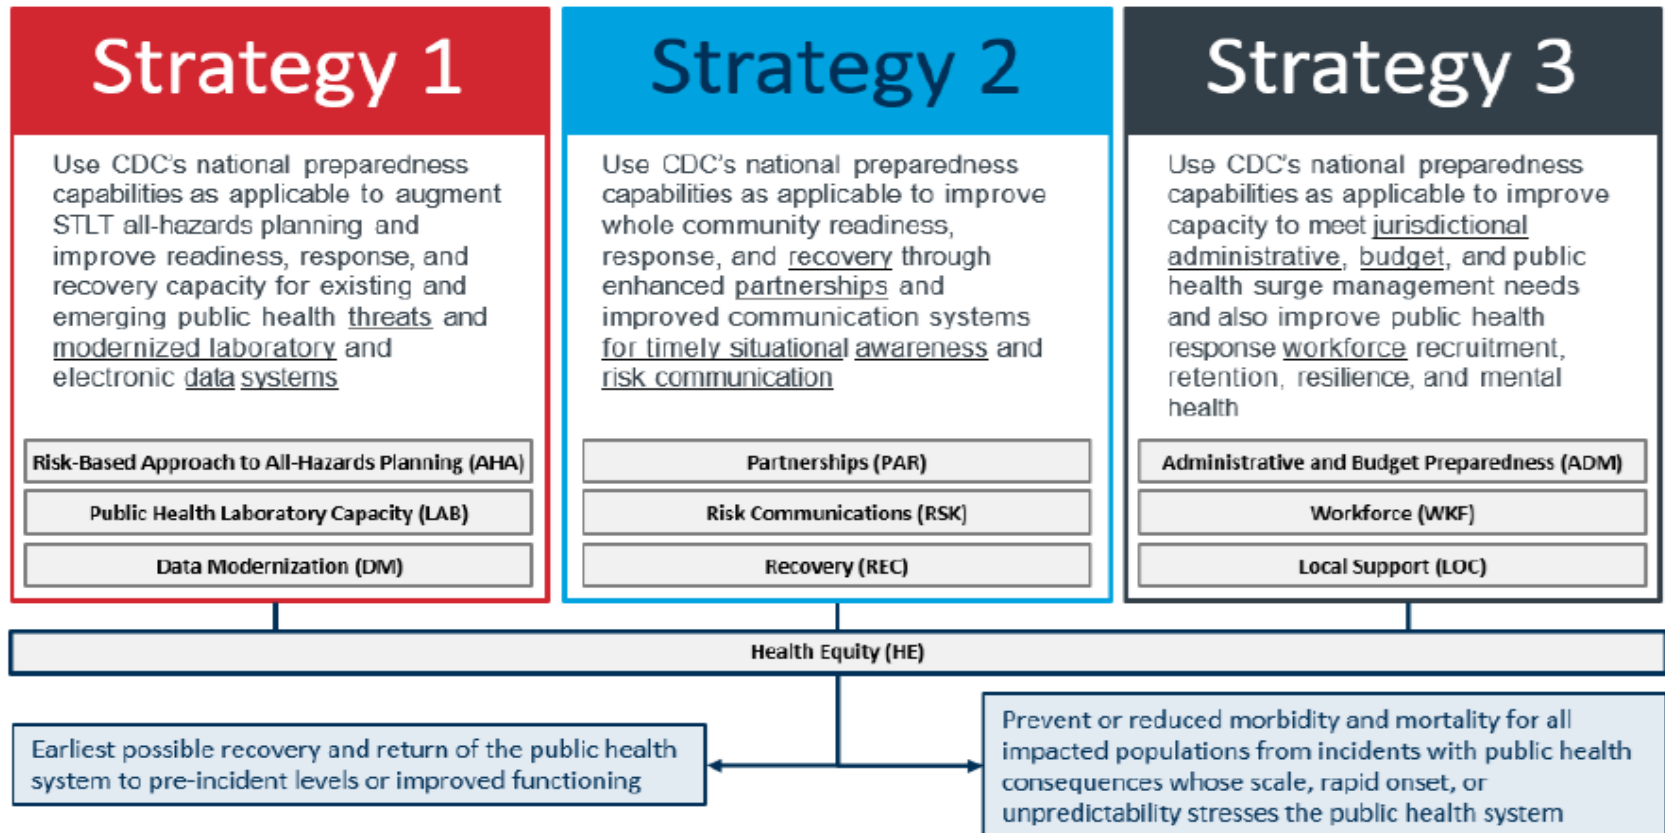 Strategy 1
Use CDC's national preparedness
capabilities as applicable to augment
STLT all-hazards planning and
improve readiness, response, and
recovery capacity for existing and
emerging public health threats and
modernized laboratory and
electronic data systems
Risk-Based Approach to All-Hazards Planning (AHA)
Public Health Laboratory Capacity (LAB)
Data Modernization (DM)
Strategy 2
Use CDC's national preparedness
capabilities as applicable to improve
whole community readiness,
response, and recovery through
enhanced partnerships and
improved communication systems
for timely situational awareness and
risk communication
Partnerships (PAR)
Risk Communications (RSK)
Recovery (REC)
Strategy 3
Use CDC's national preparedness
capabilities as applicable to improve
capacity to meet jurisdictional
administrative, budget, and public
health surge management needs
and also improve public health
response workforce recruitment,
retention, resilience, and mental
health
Administrative and Budget Preparedness (ADM)
Workforce (WKF)
Local Support (LOC)
Health Equity (HE)
Earliest possible recovery and return of the public health
system to pre-incident levels or improved functioning
Prevent or reduced morbidity and mortality for all
impacted populations from incidents with public health
consequences whose scale, rapid onset, or
unpredictability stresses the public health system